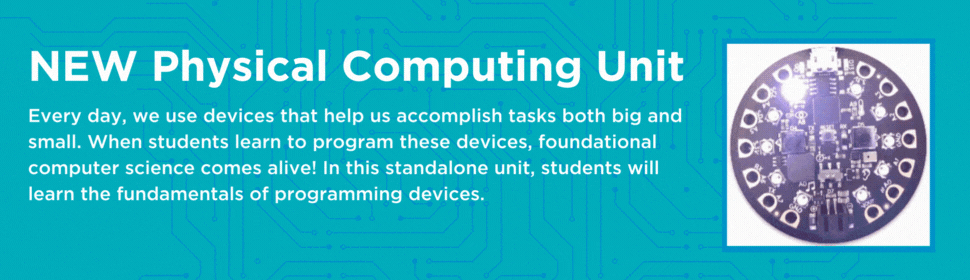 NEW Physical Computing Unit
Every day, we use devices that help us accomplish tasks both big and
small. When students learn to program these devices, foundational
computer science comes alive! In this standalone unit, students will
learn the fundamentals of programming devices.